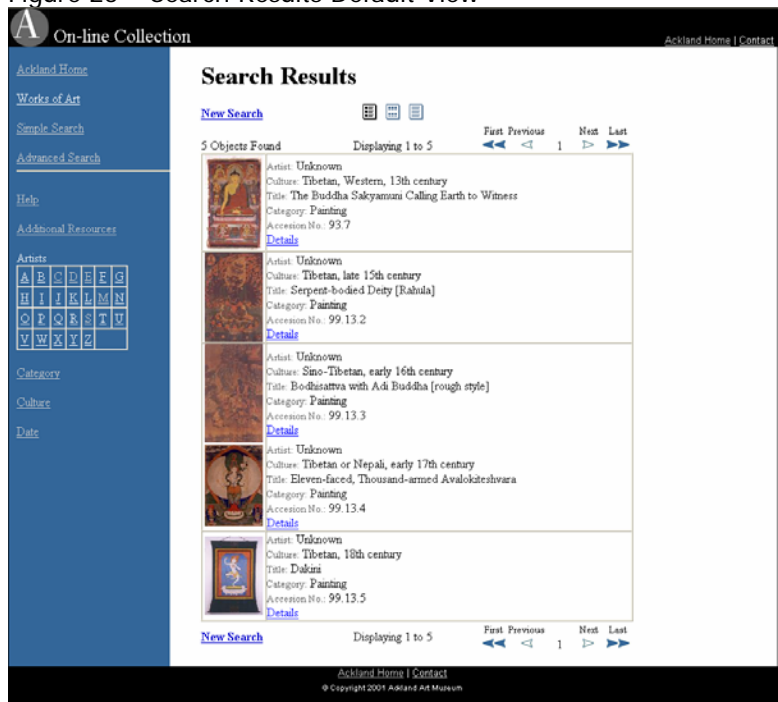 Figure 20 – Search Results Default View
A On-line Collection
Ackland Home | Contact
Ackland Home
Works of Art
Simple Search
Advanced Search
Help
Additional Resources
Artists
A B C D E F G
H I J K L M N
O P Q R S T U
V W X Y Z
Category
Culture
Date
Search Results
New Search
First Previous Next Last
5 Objects Found Displaying 1 to 5 1
Artist: Unknown
Culture: Tibetan, Western, 13th century
Title: The Buddha Sakyamuni Calling Earth to Witness
Category: Painting
Accesion No.: 93.7
Details
Artist: Unknown
Culture: Tibetan, late 15th century
Title: Serpent-bodied Deity [Rahula]
Category: Painting
Accesion No.: 99.13.2
Details
Artist: Unknown
Culture: Sino-Tibetan, early 16th century
Title: Bodhisattva with Adi Buddha [rough style]
Category: Painting
Accesion No.: 99.13.3
Details
Artist: Unknown
Culture: Tibetan or Nepali, early 17th century
Title: Eleven-faced, Thousand-armed Avalokiteshvara
Category: Painting
Accesion No.: 99.13.4
Details
Artist: Unknown
Culture: Tibetan, 18th century
Title: Dakini
Category: Painting
Accesion No.: 99.13.5
Details
First Previous Next Last
New Search Displaying 1 to 5 1
Ackland Home | Contact
© Copyright 2001 Ackland Art Museum